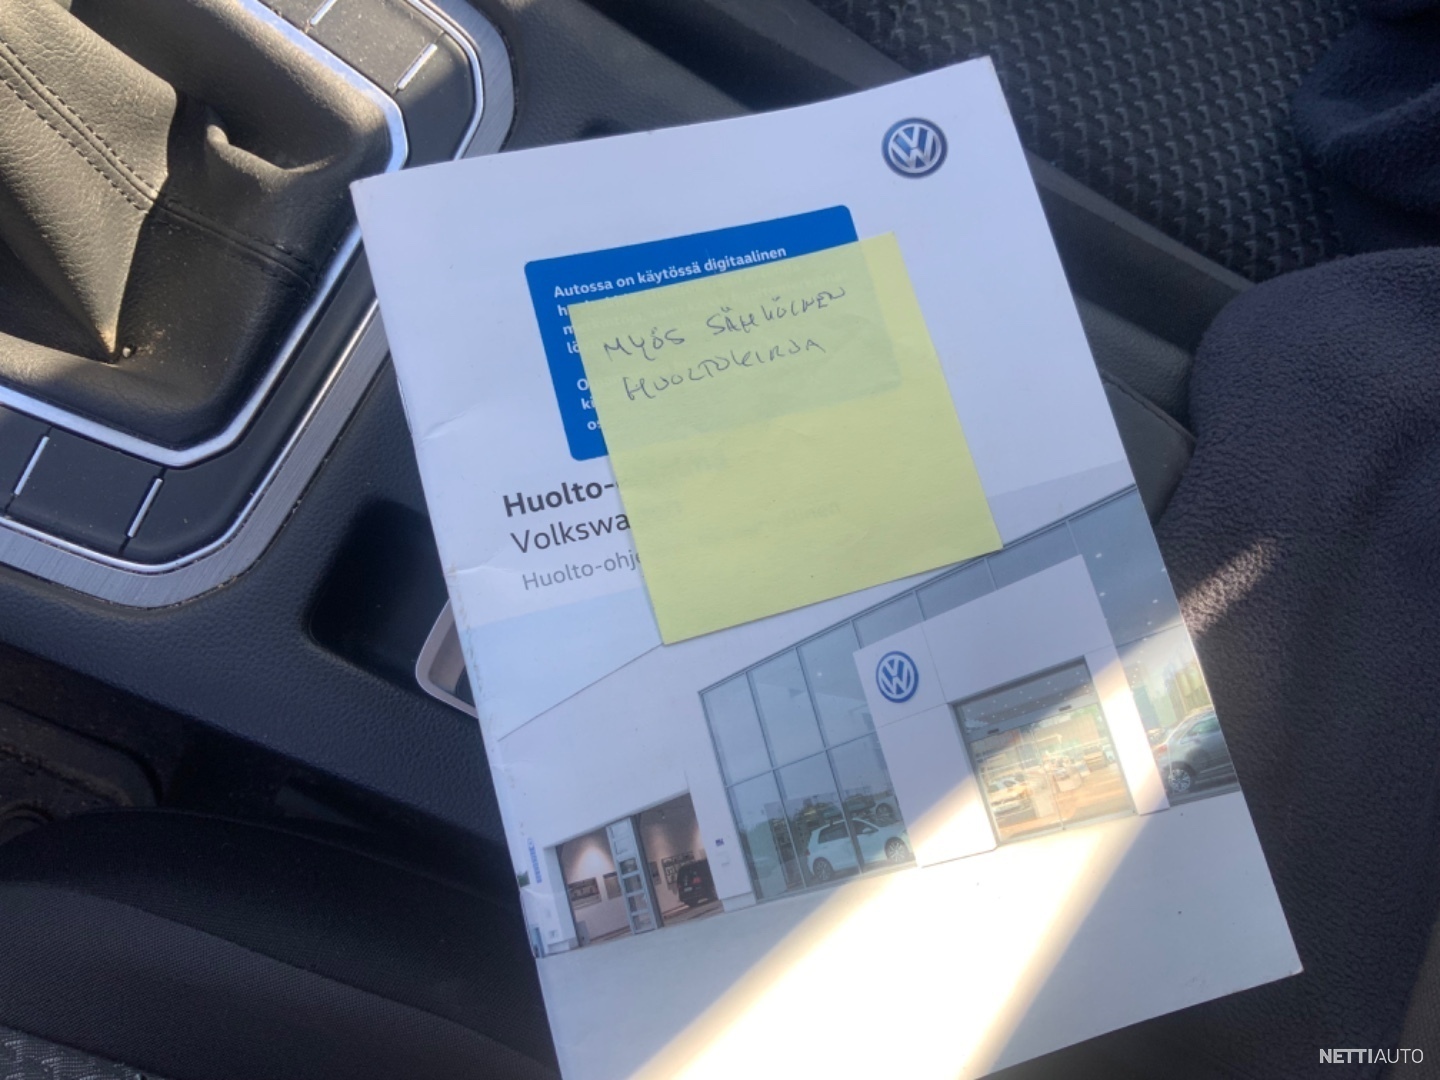 Autossa on käytössä digitaalinen
MYÖS SÄHKÖINEN
HUOLTOKIRJA
Huolto-
Volkswa
Huolto-ohje
NETTIAUTO